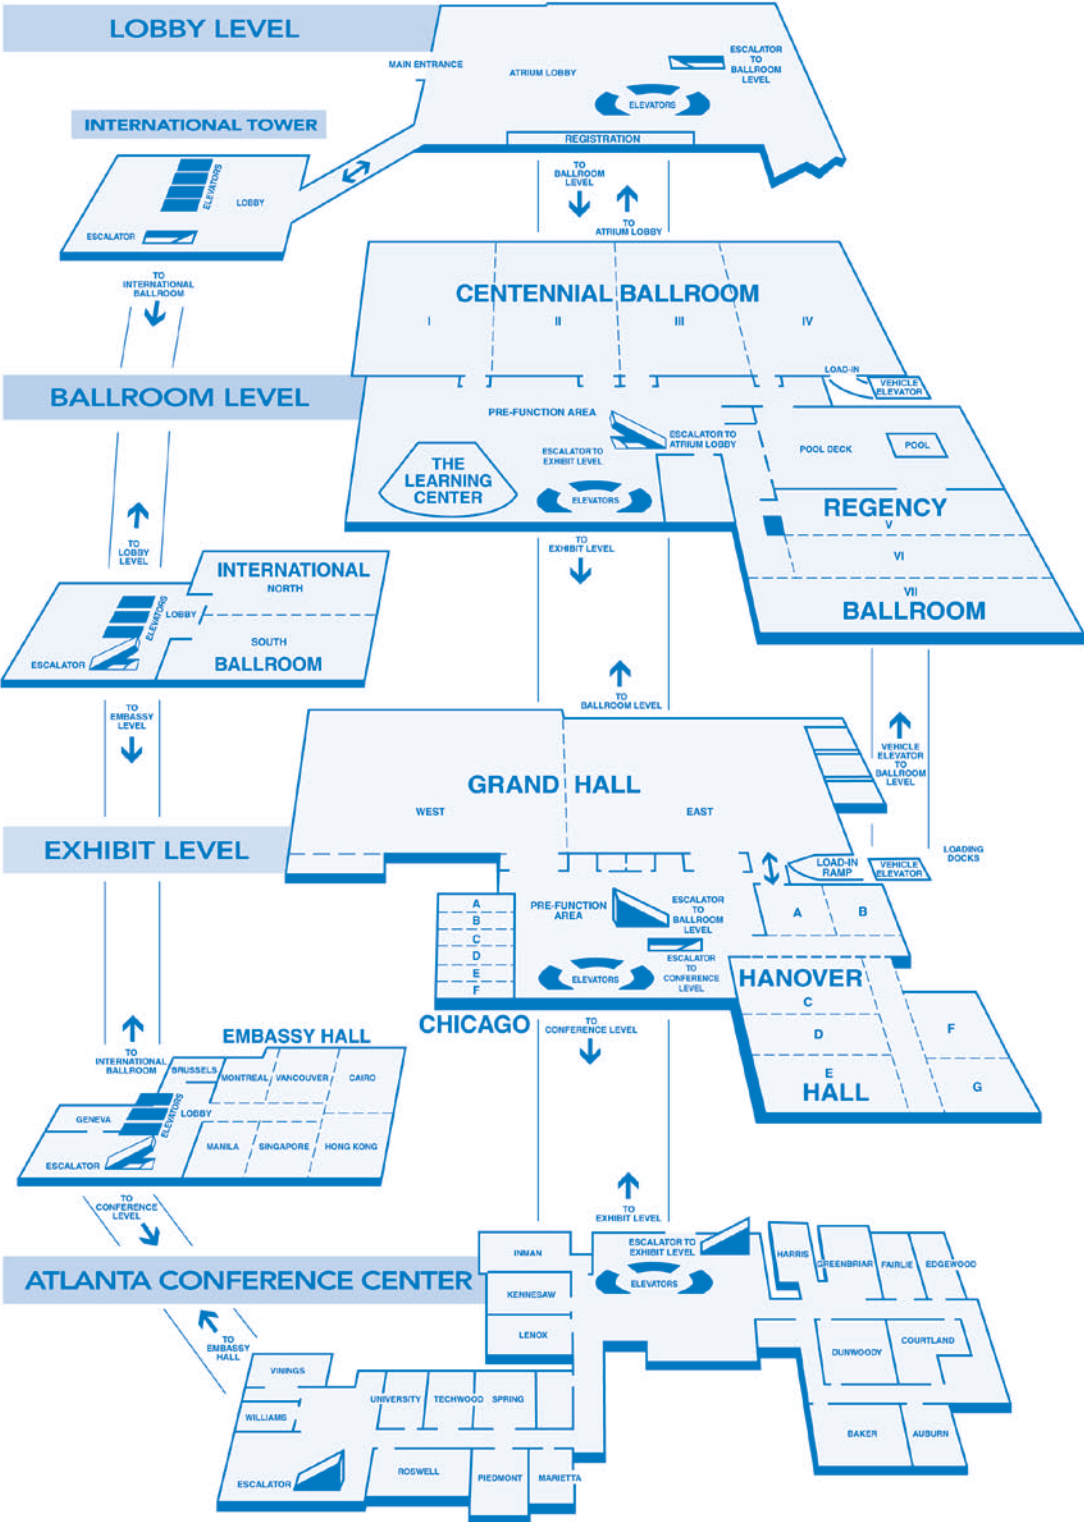 LOBBY LEVEL
MAIN ENTRANCE
ATRIUM LOBBY
ESCALATOR
TO
BALLROOM
LEVEL
ELEVATORS
REGISTRATION
INTERNATIONAL TOWER
ELEVATORS
LOBBY
ESCALATOR
TO
BALLROOM
LEVEL
TO
ATRIUM LOBBY
TO
INTERNATIONAL
BALLROOM
CENTENNIAL BALLROOM
I
II
III
IV
BALLROOM LEVEL
LOAD-IN
VEHICLE
ELEVATOR
PRE-FUNCTION AREA
ESCALATOR TO
ATRIUM LOBBY
ESCALATOR TO
EXHIBIT LEVEL
THE
LEARNING
CENTER
ELEVATORS
POOL DECK
POOL
REGENCY
V
VI
VII
BALLROOM
TO
LOBBY
LEVEL
TO
EXHIBIT LEVEL
INTERNATIONAL
NORTH
ELEVATORS
LOBBY
SOUTH
BALLROOM
ESCALATOR
TO
EMBASSY
LEVEL
TO
BALLROOM LEVEL
VEHICLE
ELEVATOR
TO
BALLROOM
LEVEL
GRAND HALL
WEST
EAST
EXHIBIT LEVEL
LOADING
DOCKS
LOAD-IN
RAMP
VEHICLE
ELEVATOR
A
B
C
D
E
F
CHICAGO
PRE-FUNCTION
AREA
ESCALATOR
TO
BALLROOM
LEVEL
ESCALATOR
TO
CONFERENCE
LEVEL
ELEVATORS
A
B
HANOVER
C
D
E
HALL
F
G
TO
CONFERENCE LEVEL
TO
INTERNATIONAL
BALLROOM
EMBASSY HALL
BRUSSELS
MONTREAL
VANCOUVER
CAIRO
GENEVA
ELEVATORS
LOBBY
MANILA
SINGAPORE
HONG KONG
ESCALATOR
TO
CONFERENCE
LEVEL
TO
EXHIBIT LEVEL
ATLANTA CONFERENCE CENTER
INMAN
KENNESAW
LENOX
ESCALATOR TO
EXHIBIT LEVEL
ELEVATORS
HARRIS
GREENBRIAR
FAIRLIE
EDGEWOOD
DUNWOODY
COURTLAND
BAKER
AUBURN
TO
EMBASSY
HALL
VININGS
WILLIAMS
UNIVERSITY
TECHWOOD
SPRING
ESCALATOR
ROSWELL
PIEDMONT
MARIETTA